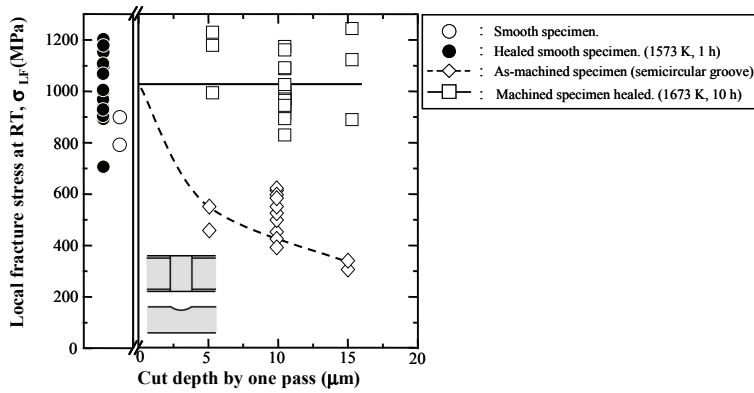 Local fracture stress at RT, σ LF(MPa)
1200
1000
800
600
400
200
0
0
5
10
15
20
Cut depth by one pass (μm)
: Smooth specimen.
: Healed smooth specimen. (1573 K, 1 h)
: As-machined specimen (semicircular groove)
: Machined specimen healed. (1673 K, 10 h)